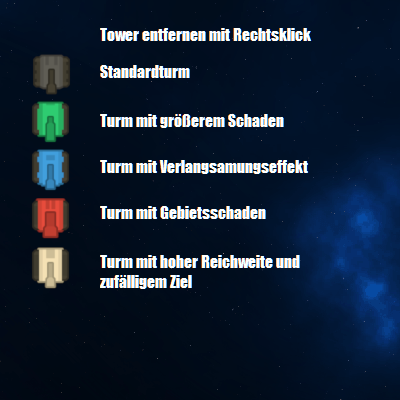 Tower entfernen mit Rechtsklick
Standardturm
Turm mit größerem Schaden
Turm mit Verlangsamungseffekt
Turm mit Gebietsschaden
Turm mit hoher Reichweite und
zufälligem Ziel